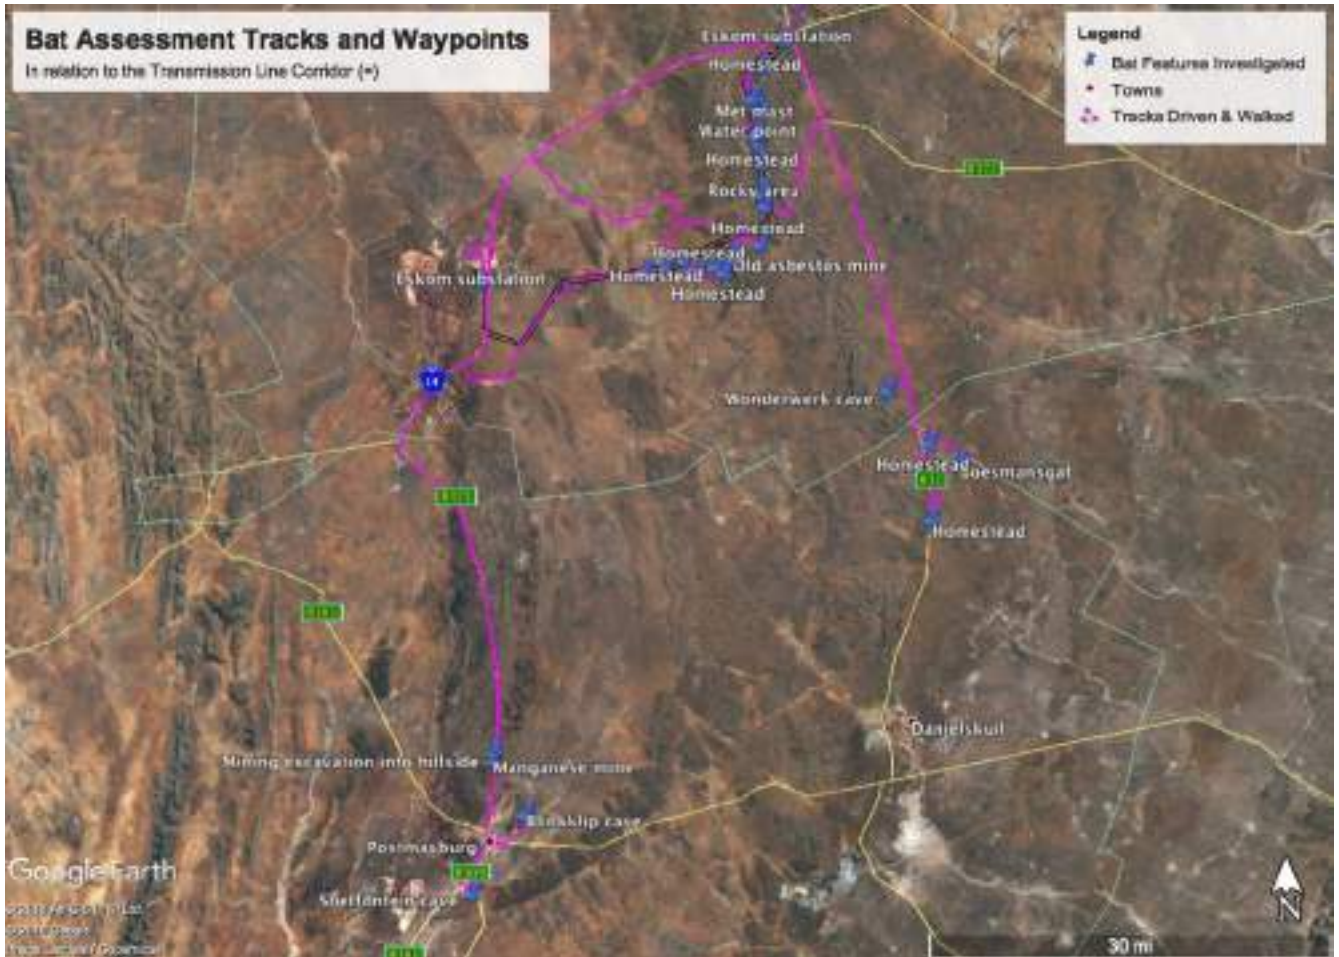 Bat Assessment Tracks and Waypoints
In relation to the Transmission Line Corridor (=)
Legend
Bat Features Investigated
Towns
Tracks Driven & Walked
Eskom substation
Homestead
Met mast
Water point
Homestead
Rocky area
Homestead
Homestead
Old asbestos mine
Eskom substation
Homestead
Homestead
14
Wonderwerk cave
Homestead
Boesmansgat
Homestead
Danielskuil
Mining excavation into hillside
Manganese mine
Blinkklip cave
Postmasburg
Google Earth
cave
30 mi
N